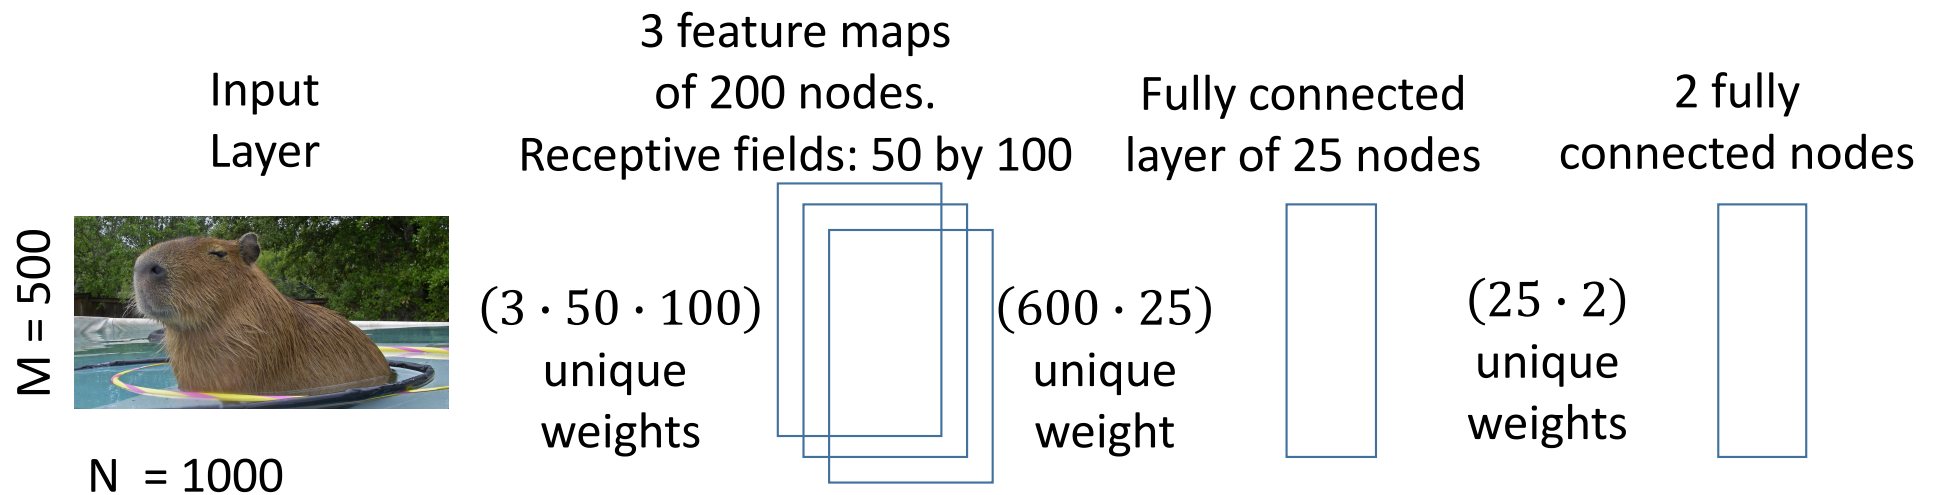 Input
Layer
M = 500
N = 1000
3 feature maps
of 200 nodes.
Receptive fields: 50 by 100
(3 · 50 · 100)
unique
weights
(600 · 25)
unique
weight
Fully connected
layer of 25 nodes
(25 · 2)
unique
weights
2 fully
connected nodes